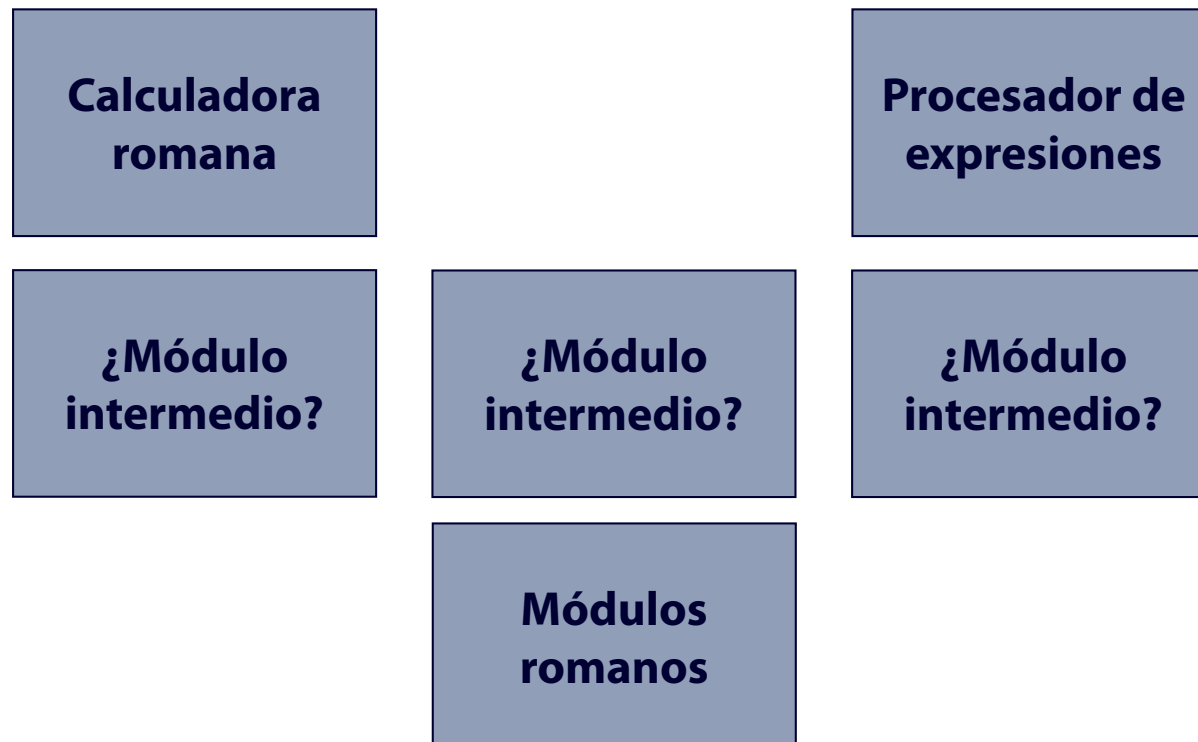 Calculadora
romana
Procesador de
expresiones
¿Módulo
intermedio?
¿Módulo
intermedio?
¿Módulo
intermedio?
Módulos
romanos